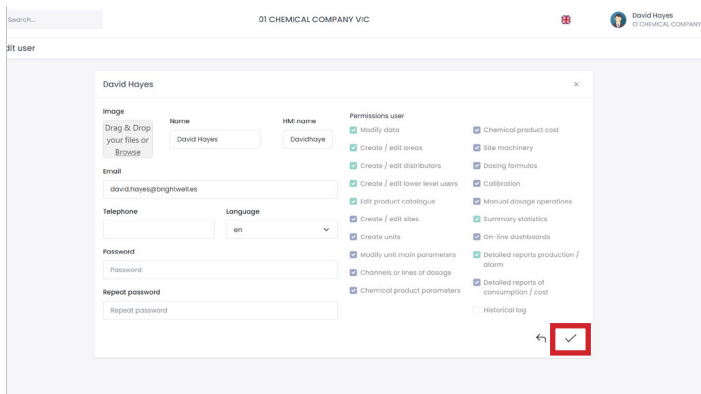 Search...
01 CHEMICAL COMPANY VIC
David Hayes
01 CHEMICAL COMPANY
dit user
David Hayes
×
Image
Drag & Drop
your files or
Browse
Name
David Hayes
HMI name
Davidhaye
Email
david.hayes@brightwell.es
Telephone
Language
en
Password
Password
Repeat password
Repeat password
Permissions user
Modify data
Create / edit areas
Create / edit distributors
Create / edit lower level users
Edit product catalogue
Create / edit sites
Create units
Modify unit main parameters
Channels or lines of dosage
Chemical product parameters
Chemical product cost
Site machinery
Dosing formulas
Calibration
Manual dosage operations
Summary statistics
On-line dashboards
Detailed reports production /
alarm
Detailed reports of
consumption / cost
Historical log